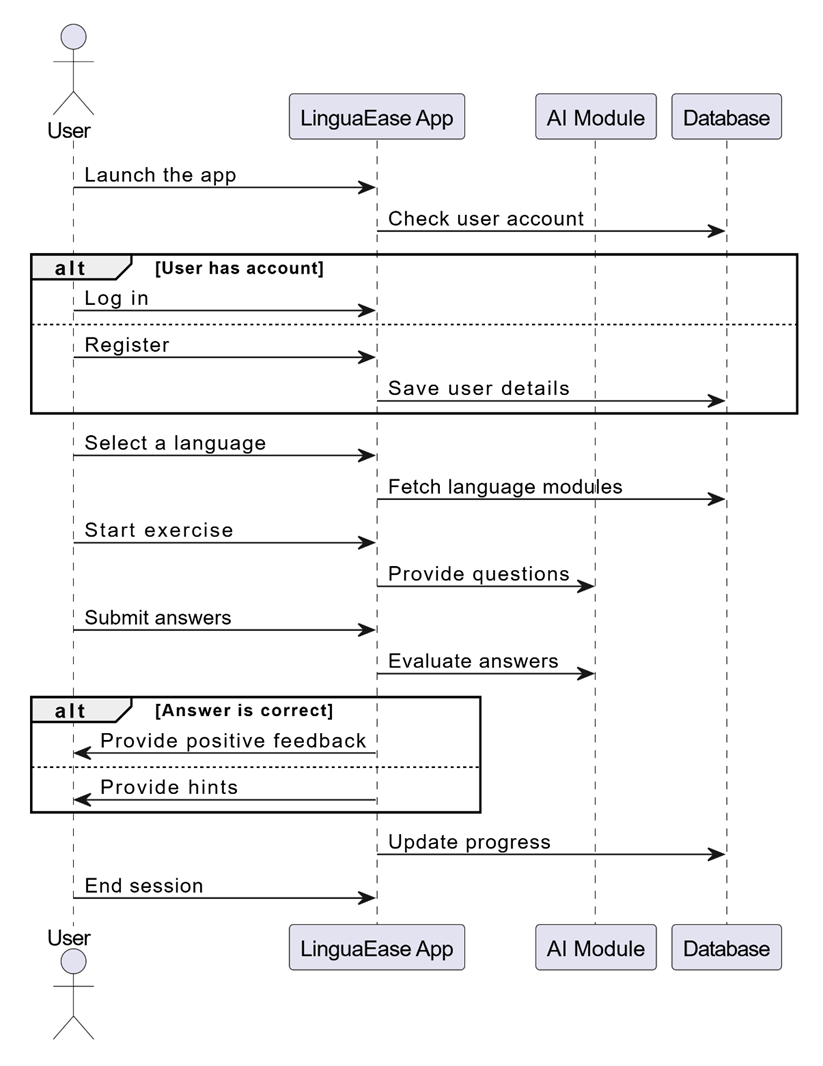 User
LinguaEase App
AI Module
Database
Launch the app
Check user account
alt
[User has account]
Log in
Register
Save user details
Select a language
Fetch language modules
Start exercise
Provide questions
Submit answers
Evaluate answers
alt
[Answer is correct]
Provide positive feedback
Provide hints
Update progress
End session
User
LinguaEase App
AI Module
Database